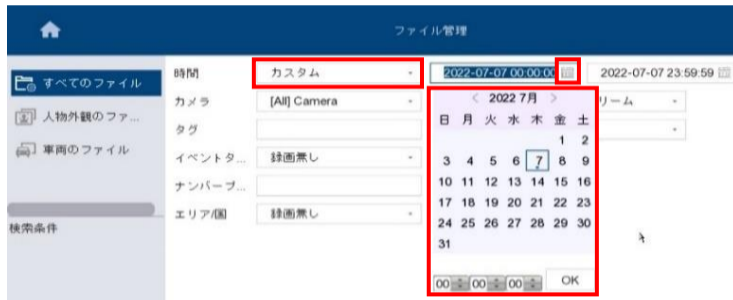 ファイル管理
すべてのファイル
人物外観のファ...
車両のファイル
検索条件
時間 カスタム 2022-07-07 00:00:00 2022-07-07 23:59:59
カメラ [All] Camera リーム
タグ
イベントタ... 録画無し
ナンバープ...
エリア/国 録画無し
< 2022 7月 >
日 月 火 水 木 金 土
1 2
3 4 5 6 7 8 9
10 11 12 13 14 15 16
17 18 19 20 21 22 23
24 25 26 27 28 29 30
31
00 00 00 OK